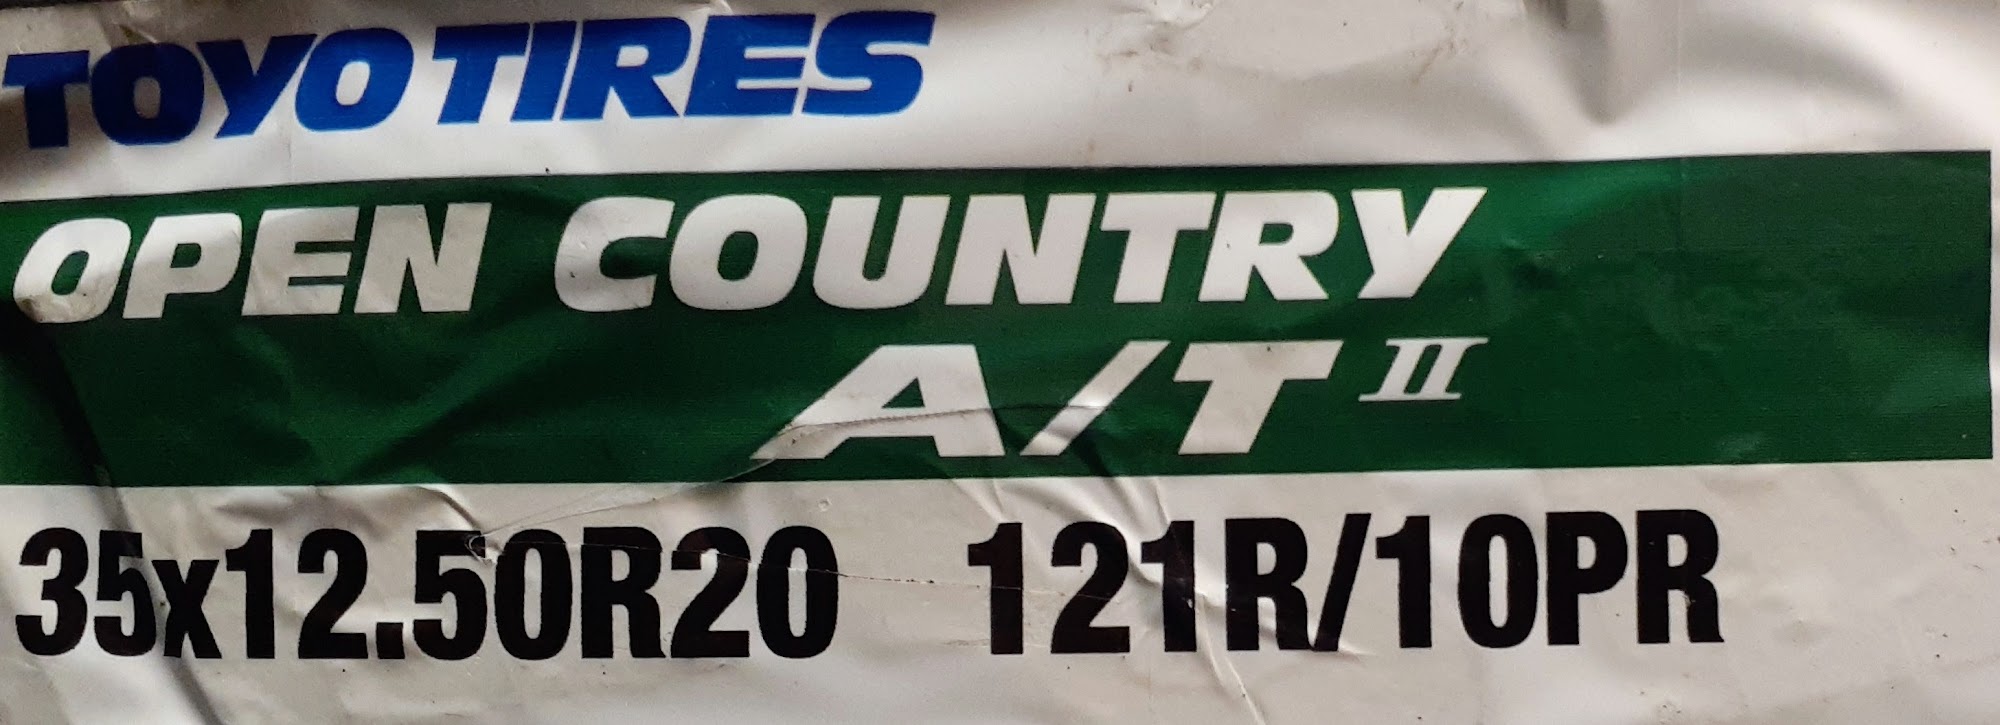 TOYO TIRES
OPEN COUNTRY
A/T II
35x12.50R20 121R/10PR